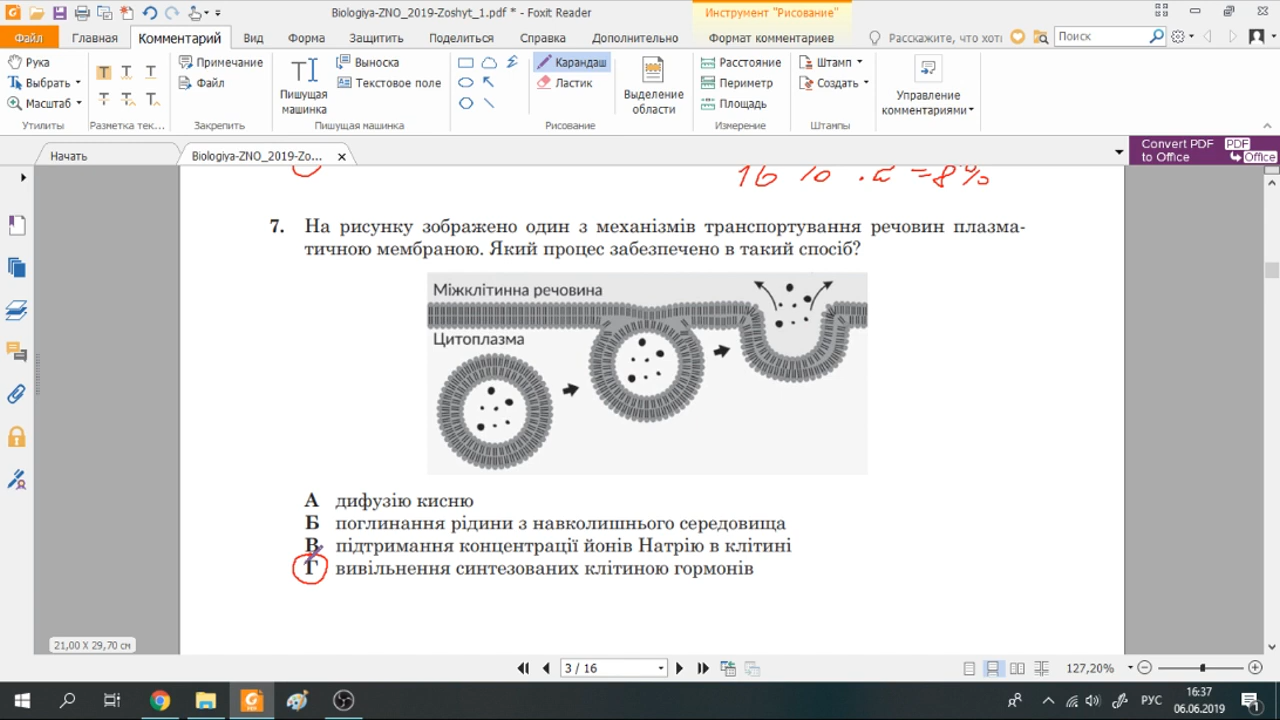 Biologiya-ZNO_2019-Zoshyt_1.pdf * - Foxit Reader
Инструмент "Рисование"
Файл
Главная
Комментарий
Вид
Форма
Защитить
Поделиться
Справка
Дополнительно
Формат комментариев
Расскажите, что хоті
Поиск
Рука
Выбрать
Масштаб
Утилиты
Разметка тек...
Примечание
Файл
Закрепить
Пишущая
машинка
Выноска
Текстовое поле
Пишущая машинка
Карандаш
Ластик
Рисование
Выделение
области
Расстояние
Периметр
Площадь
Измерение
Штамп
Создать
Штампы
Управление
комментариями
Начать
Biologiya-ZNO_2019-Zo...
Convert PDF
to Office
PDF
Office
16 % : 2 = 8%
7. На рисунку зображено один з механізмів транспортування речовин плазма-
тичною мембраною. Який процес забезпечено в такий спосіб?
Міжклітинна речовина
Цитоплазма
А дифузію кисню
Б поглинання рідини з навколишнього середовища
В підтримання концентрації йонів Натрію в клітині
Г вивільнення синтезованих клітиною гормонів
21,00 X 29,70 см
3 / 16
127,20%
РУС
16:37
06.06.2019